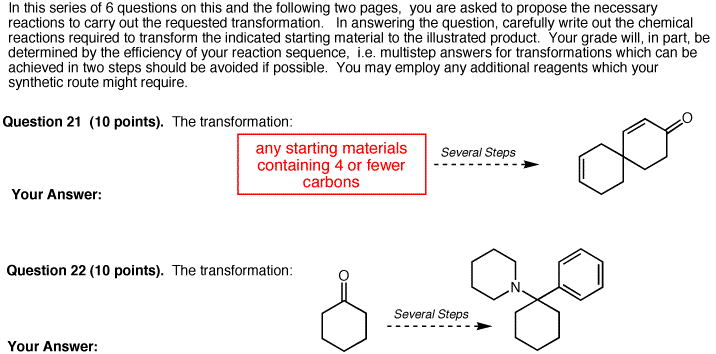 In this series of 6 questions on this and the following two pages,  you are asked to propose the necessary
reactions to carry out the requested transformation.   In answering the question, carefully write out the chemical
reactions required to transform the indicated starting material to the illustrated product.  Your grade will, in part, be
determined by the efficiency of your reaction sequence,  i.e. multistep answers for transformations which can be
achieved in two steps should be avoided if possible.  You may employ any additional reagents which your
synthetic route might require.
Question 21  (10 points).  The transformation:
any starting materials
containing 4 or fewer
carbons
Several Steps
O
Your Answer:
Question 22 (10 points).  The transformation:
O
Several Steps
N
Your Answer: